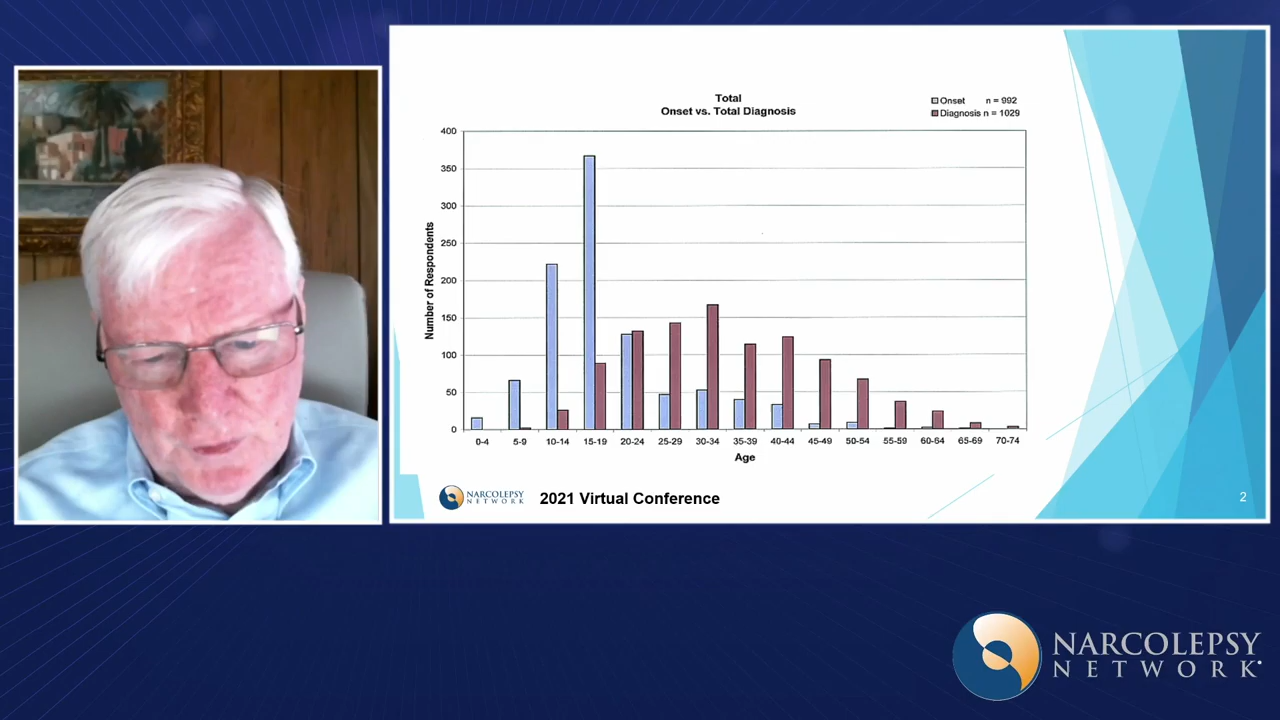 Total
Onset vs. Total Diagnosis
Onset n = 992
Diagnosis n = 1029
Number of Respondents
400
350
300
250
200
150
100
50
0
0-4 5-9 10-14 15-19 20-24 25-29 30-34 35-39 40-44 45-49 50-54 55-59 60-64 65-69 70-74
Age
NARCOLEPSY
NETWORK
2021 Virtual Conference
2
NARCOLEPSY
NETWORK